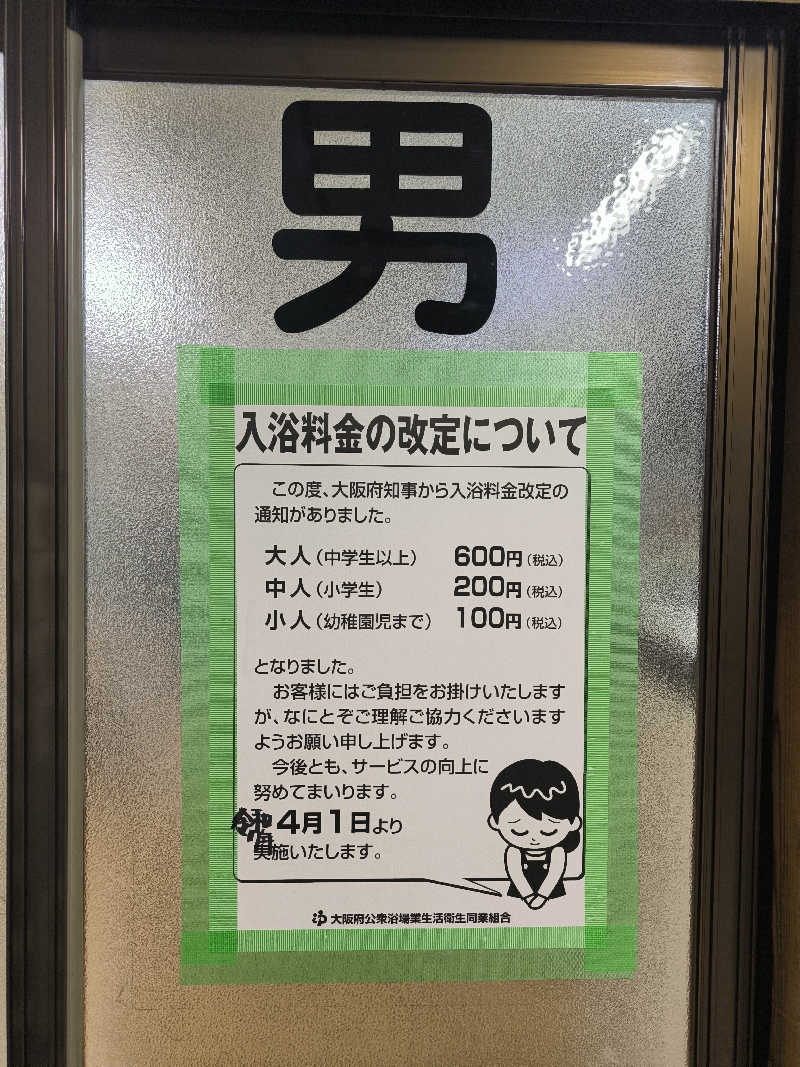 男
入浴料金の改定について
この度、大阪府知事から入浴料金改定の
通知がありました。
大人（中学生以上） 600円（税込）
中人（小学生） 200円（税込）
小人（幼稚園児まで） 100円（税込）
となりました。
お客様にはご負担をお掛けいたします
が、なにとぞご理解ご協力くださいます
ようお願い申し上げます。
今後とも、サービスの向上に
努めてまいります。
4月1日より
実施いたします。
大阪府公衆浴場業生活衛生同業組合